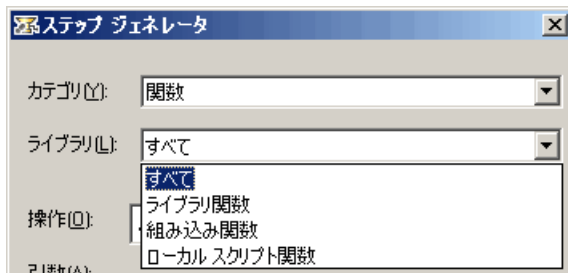 ステップ ジェネレータ
カテゴリ(Y): 関数
ライブラリ(L): すべて
すべて
ライブラリ関数
操作(O):
組み込み関数
ローカル スクリプト関数
引数(A):